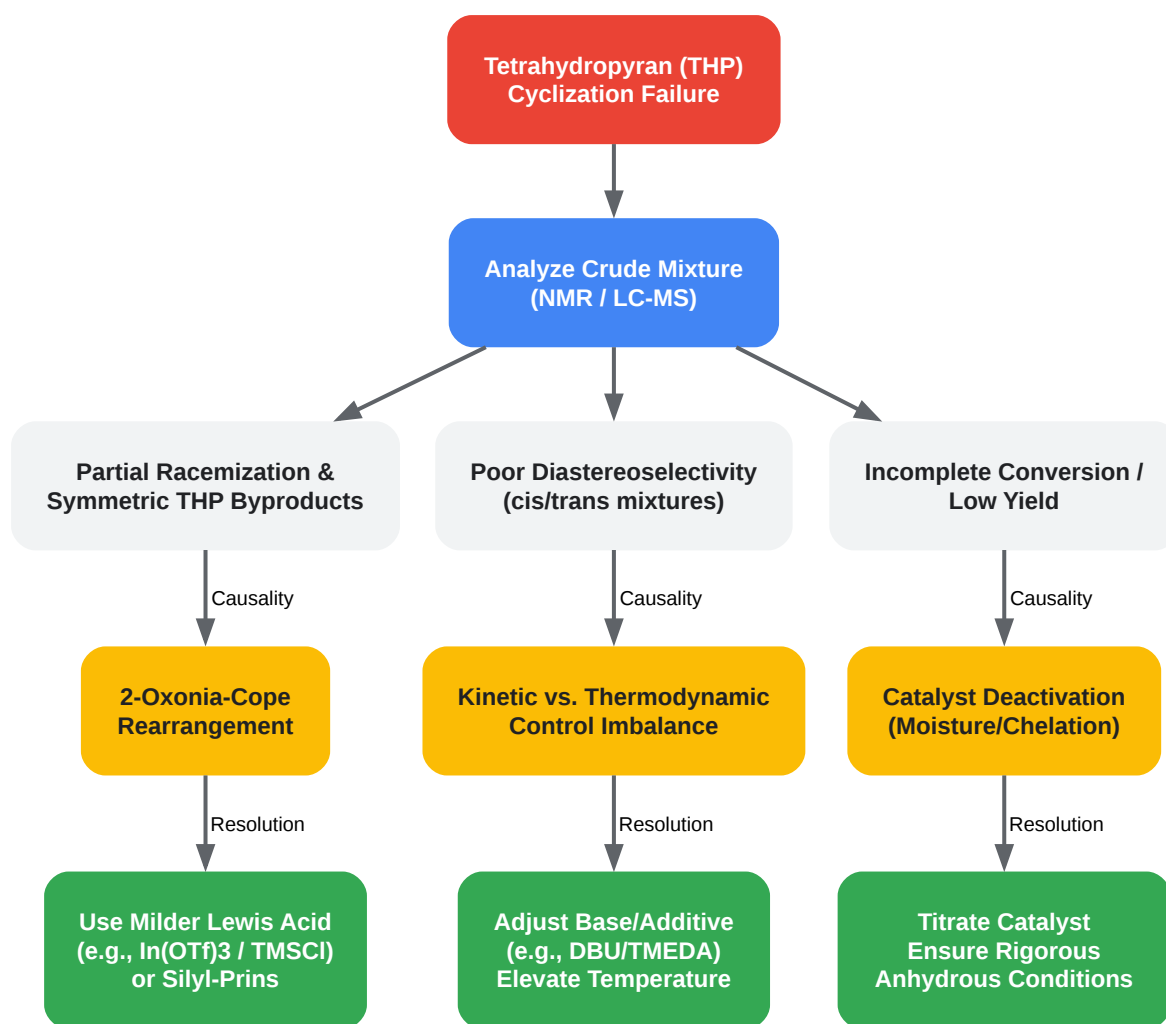 Tetrahydropyran (THP)
Cyclization Failure
Analyze Crude Mixture
(NMR / LC-MS)
Partial Racemization &
Symmetric THP Byproducts
Poor Diastereoselectivity
(cis/trans mixtures)
Incomplete Conversion /
Low Yield
Causality
Causality
Causality
2-Oxonia-Cope
Rearrangement
Kinetic vs. Thermodynamic
Control Imbalance
Catalyst Deactivation
(Moisture/Chelation)
Resolution
Resolution
Resolution
Use Milder Lewis Acid
(e.g., In(OTf)3 / TMSCl)
or Silyl-Prins
Adjust Base/Additive
(e.g., DBU/TMEDA)
Elevate Temperature
Titrate Catalyst
Ensure Rigorous
Anhydrous Conditions